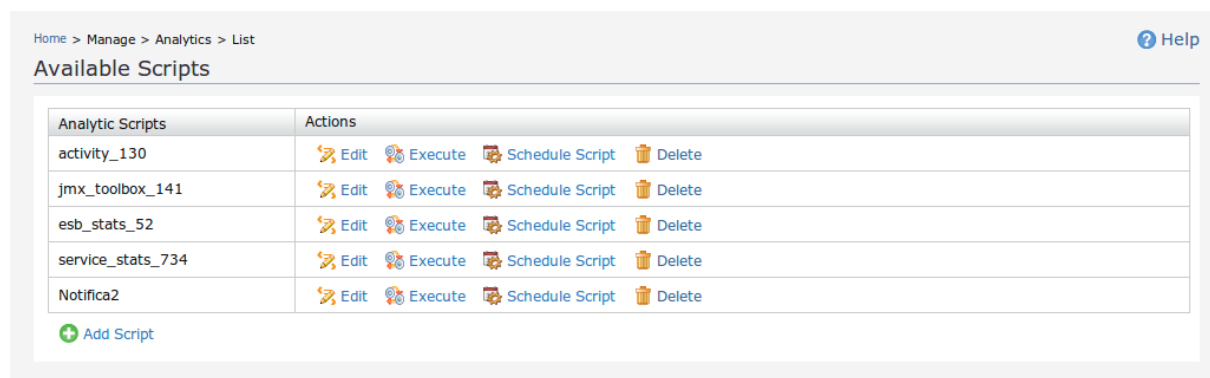 Home > Manage > Analytics > List
Help
Available Scripts
Analytic Scripts Actions
activity_130 Edit Execute Schedule Script Delete
jmx_toolbox_141 Edit Execute Schedule Script Delete
esb_stats_52 Edit Execute Schedule Script Delete
service_stats_734 Edit Execute Schedule Script Delete
Notifica2 Edit Execute Schedule Script Delete
Add Script